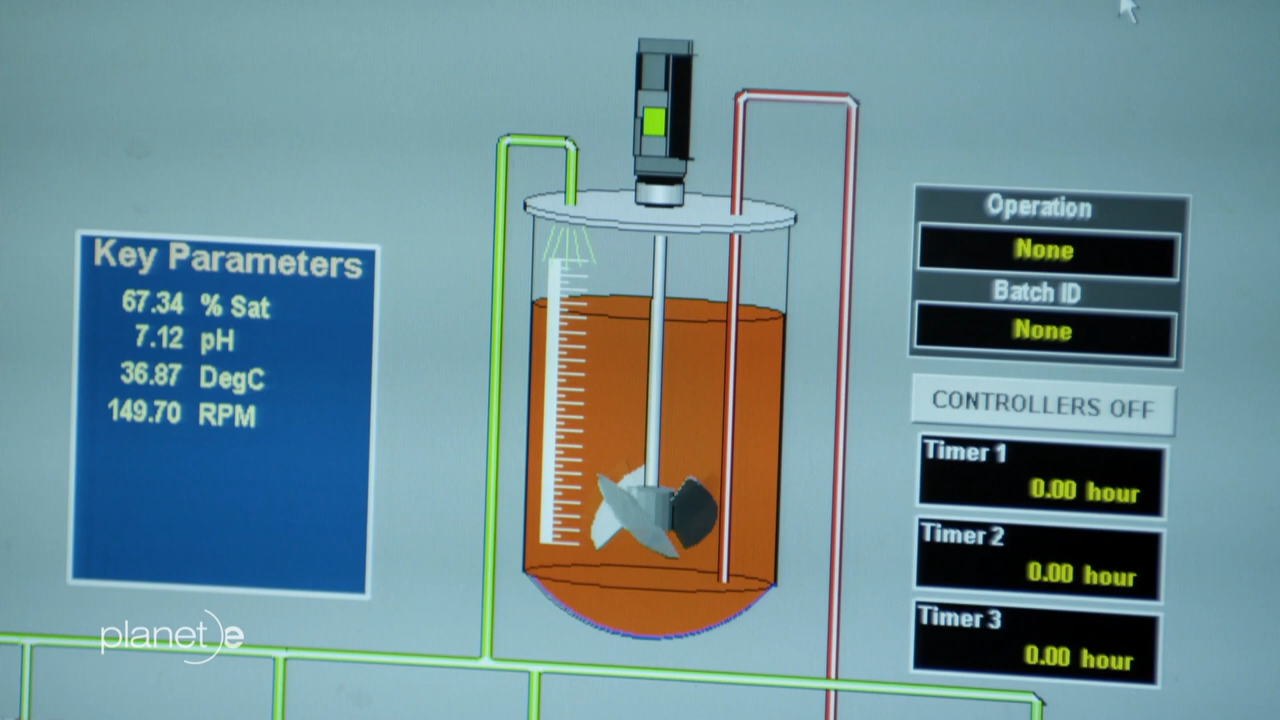 Key Parameters
67.34 % Sat
7.12 pH
36.87 DegC
149.70 RPM
Operation
None
Batch ID
None
CONTROLLERS OFF
Timer 1
0.00 hour
Timer 2
0.00 hour
Timer 3
0.00 hour
planet e